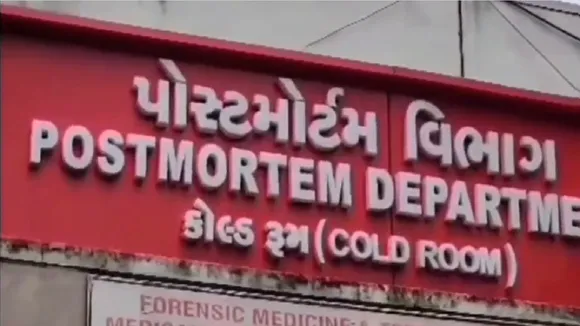 પોસ્ટમોર્ટમ વિભાગ
POSTMORTEM DEPARTME
કોલ્ડ રૂમ (COLD ROOM)
FORENSIC MEDICINE